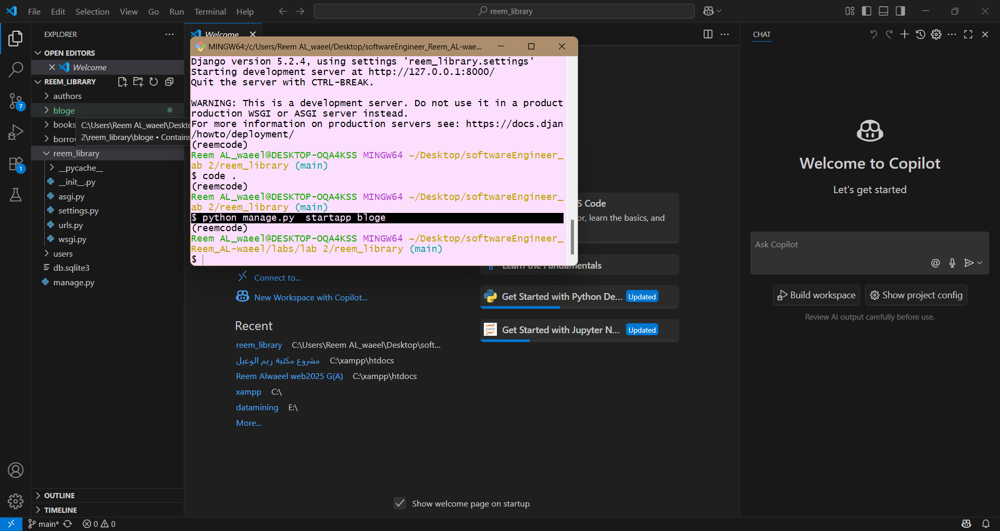 File Edit Selection View Go Run Terminal Help
reem_library
EXPLORER
OPEN EDITORS
Welcome
REEM_LIBRARY
authors
bloge
books
C:\Users\Reem AL_waeel\Deskto
2\reem_library\bloge • Contains
reem_library
__pycache__
__init__.py
asgi.py
settings.py
urls.py
wsgi.py
users
db.sqlite3
manage.py
OUTLINE
TIMELINE
7
1
Welcome
MINGW64:/c/Users/Reem AL_waeel/Desktop/softwareEngineer_Reem_AL-wae...
Django version 5.2.4, using settings 'reem_library.settings'
Starting development server at http://127.0.0.1:8000/
Quit the server with CTRL-BREAK.
WARNING: This is a development server. Do not use it in a product
roduction WSGI or ASGI server instead.
For more information on production servers see: https://docs.djan
/howto/deployment/
(reemcode)
Reem AL_waeel@DESKTOP-OQA4KSS MINGW64 ~/Desktop/softwareEngineer_
ab 2/reem_library (main)
$ code .
(reemcode)
Reem AL_waeel@DESKTOP-OQA4KSS MINGW64 ~/Desktop/softwareEngineer_
ab 2/reem_library (main)
$ python manage.py  startapp bloge
(reemcode)
Reem AL_waeel@DESKTOP-OQA4KSS MINGW64 ~/Desktop/softwareEngineer_
Reem_AL-waeel/labs/lab 2/reem_library (main)
$
S Code
or, learn the basics, and
Learn the Fundamentals
Connect to...
New Workspace with Copilot...
Get Started with Python De... Updated
Get Started with Jupyter N... Updated
Recent
reem_library C:\Users\Reem AL_waeel\Desktop\soft...
مشروع مكتبة ريم الوعيل C:\xampp\htdocs
Reem Alwaeel web2025 G(A) C:\xampp\htdocs
xampp C:\
datamining E:\
More...
Show welcome page on startup
CHAT
Welcome to Copilot
Let's get started
Ask Copilot
Build workspace
Show project config
Review AI output carefully before use.
main* 0 0